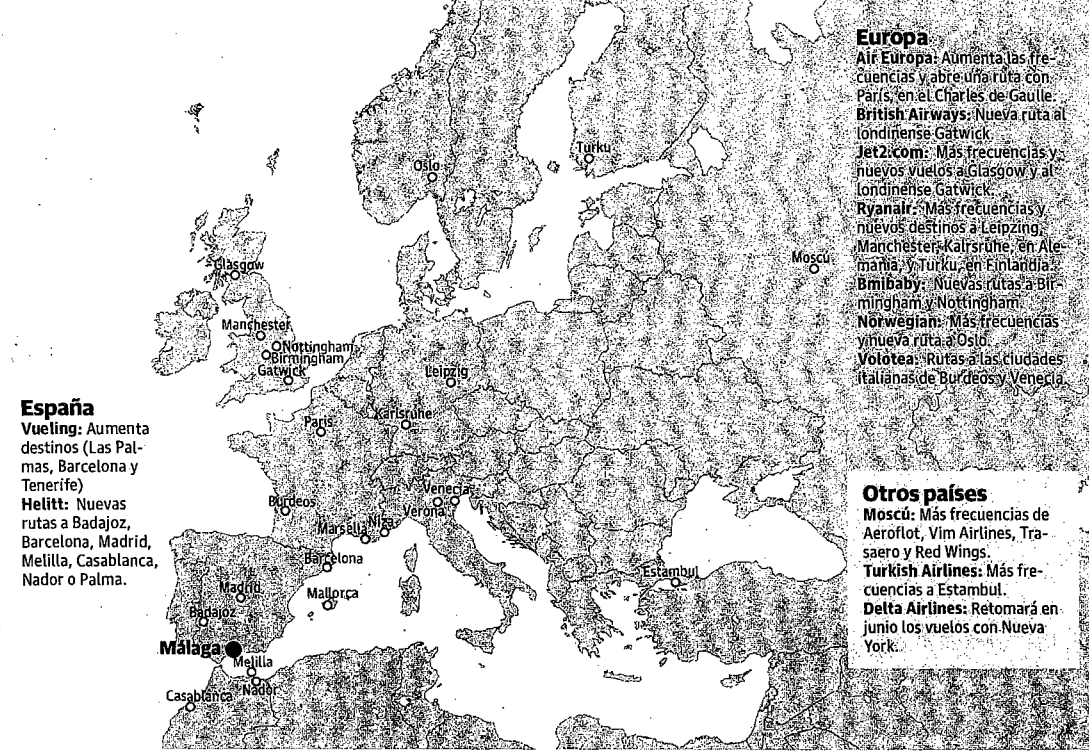 Europa
Air Europa: Aumenta las fre-
cuencias y abre una ruta con
París, en el Charles de Gaulle.
British Airways: Nueva ruta al
londinense Gatwick.
Jet2.com: Más frecuencias y
nuevos vuelos a Glasgow y al
londinense Gatwick.
Ryanair: Más frecuencias y
nuevos destinos a Leipzing,
Manchester, Kalrsruhe, en Ale-
mania, y Turku, en Finlandia.
Bmibaby: Nuevas rutas a Bir-
mingham y Nottingham.
Norwegian: Más frecuencias
y nueva ruta a Oslo.
Volotea: Rutas a las ciudades
italianas de Burdeos y Venecia.
Turku
Oslo
Moscú
Glasgow
Manchester
Nottingham
Birmingham
Gatwick
Leipzig
Karlsruhe
París
España
Vueling: Aumenta
destinos (Las Pal-
mas, Barcelona y
Tenerife)
Helitt: Nuevas
rutas a Badajoz,
Barcelona, Madrid,
Melilla, Casablanca,
Nador o Palma.
Burdeos
Venecia
Verona
Marsella
Niza
Barcelona
Madrid
Mallorca
Badajoz
Estambul
Málaga
Melilla
Nador
Casablanca
Otros países
Moscú: Más frecuencias de
Aeroflot, Vim Airlines, Tra-
saero y Red Wings.
Turkish Airlines: Más fre-
cuencias a Estambul.
Delta Airlines: Retomará en
junio los vuelos con Nueva
York.